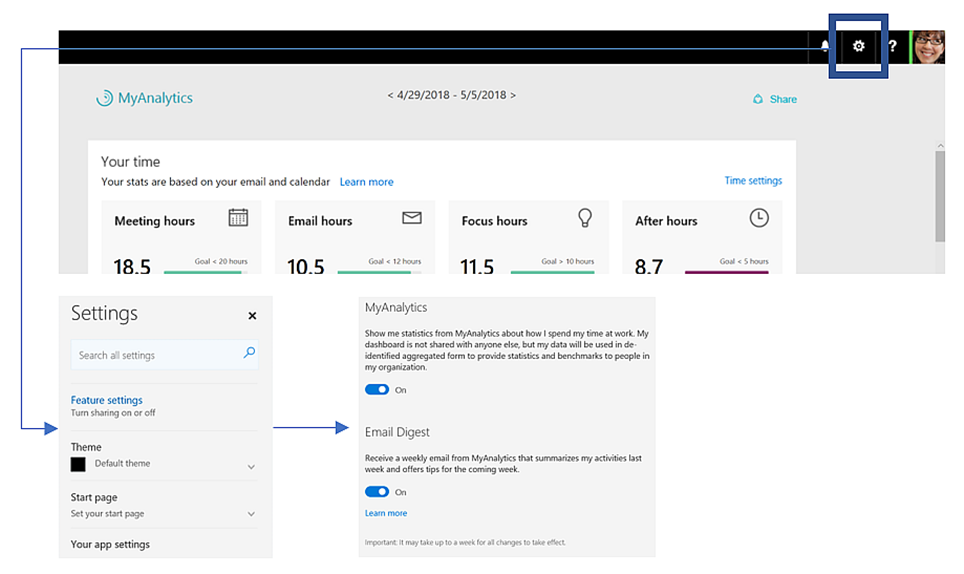 ?
MyAnalytics
< 4/29/2018 - 5/5/2018 >
Share
Your time
Your stats are based on your email and calendar Learn more
Time settings
Meeting hours
Email hours
Focus hours
After hours
18.5
Goal < 20 hours
10.5
Goal < 12 hours
11.5
Goal > 10 hours
8.7
Goal < 5 hours
Settings
Search all settings
Feature settings
Turn sharing on or off
Theme
Default theme
Start page
Set your start page
Your app settings
MyAnalytics
Show me statistics from MyAnalytics about how I spend my time at work. My
dashboard is not shared with anyone else, but my data will be used in de-
identified aggregated form to provide statistics and benchmarks to people in
my organization.
On
Email Digest
Receive a weekly email from MyAnalytics that summarizes my activities last
week and offers tips for the coming week.
On
Learn more
Important: It may take up to a week for all changes to take effect.